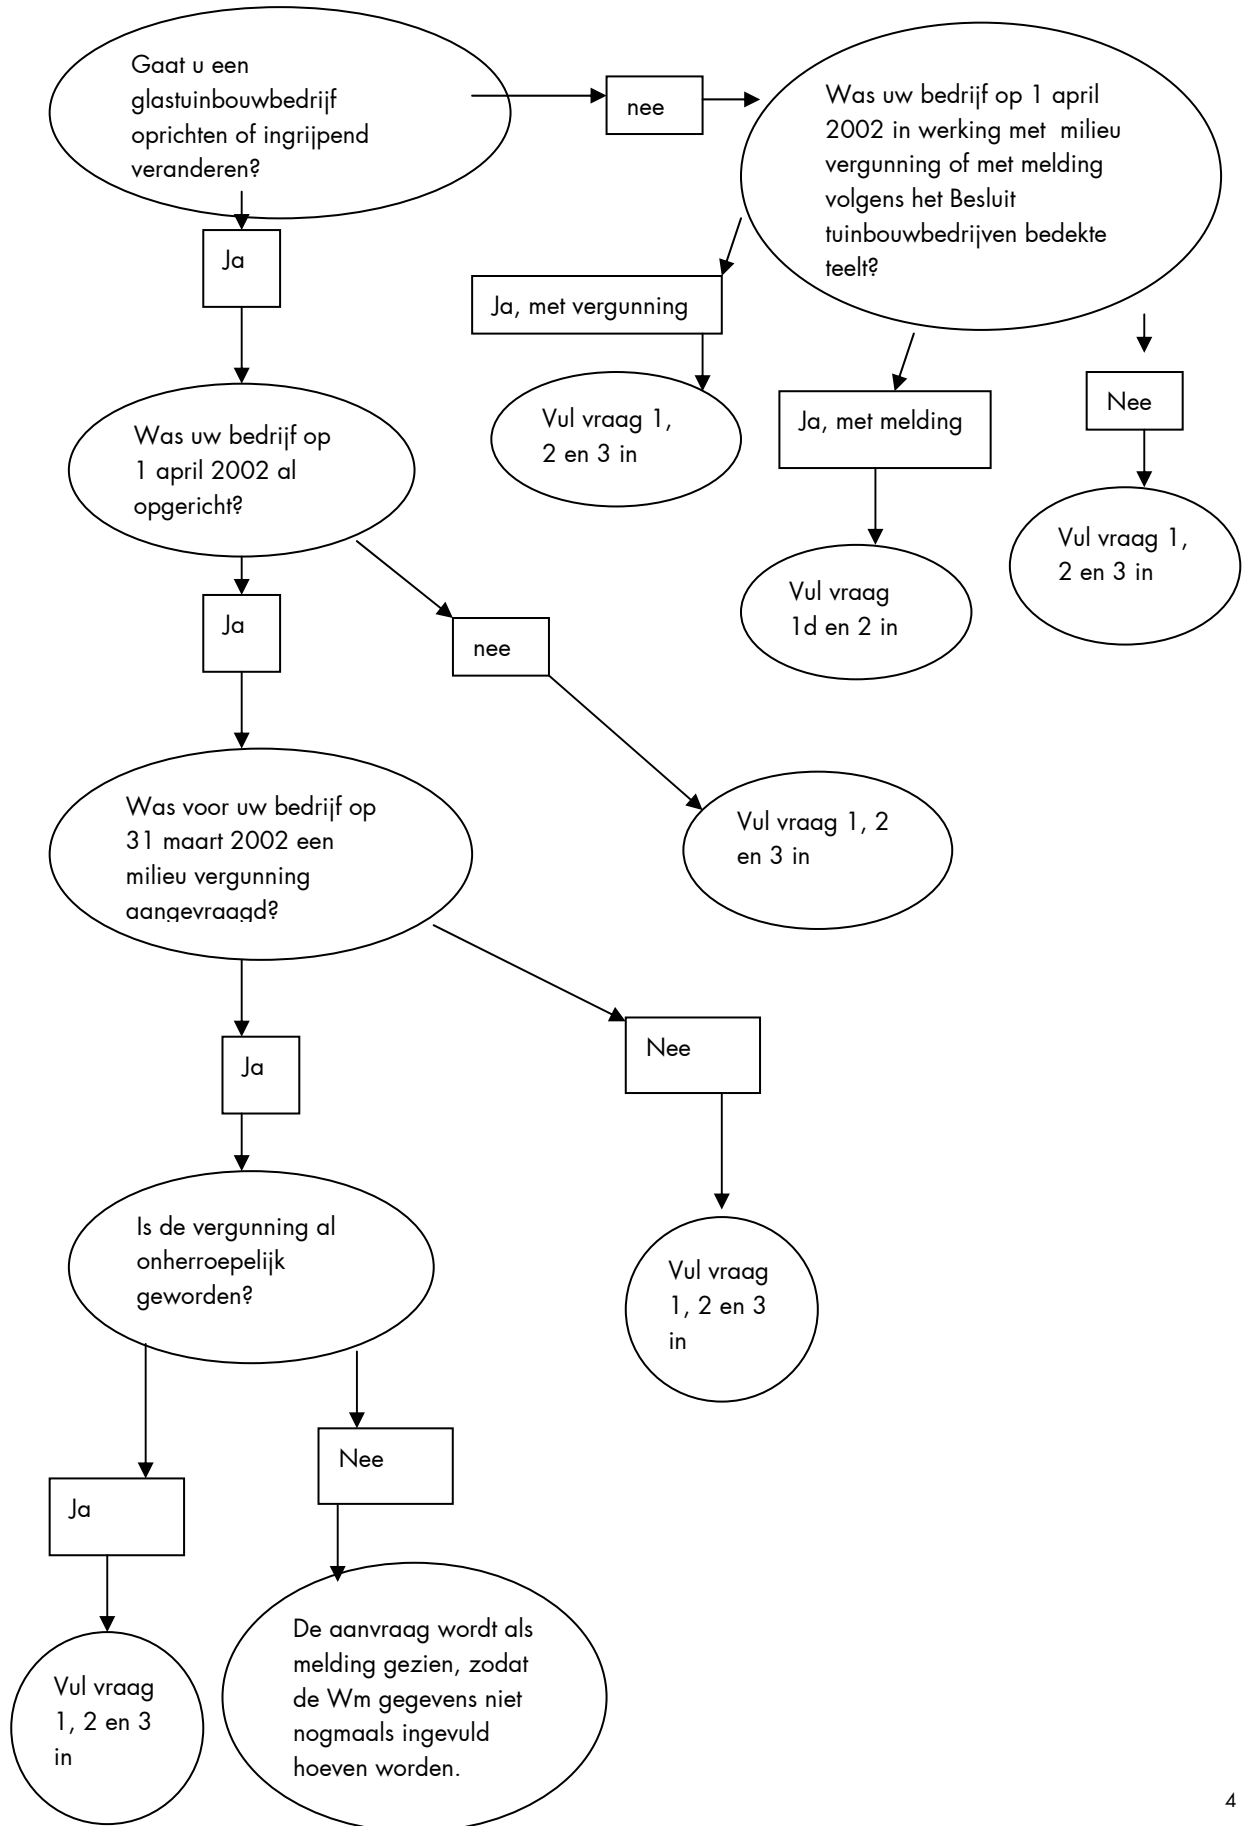 Gaat u een
glastuinbouwbedrijf
oprichten of ingrijpend
veranderen?
nee
Was uw bedrijf op 1 april
2002 in werking met  milieu
vergunning of met melding
volgens het Besluit
tuinbouwbedrijven bedekte
teelt?
Ja
Ja, met vergunning
Vul vraag 1,
2 en 3 in
Ja, met melding
Vul vraag
1d en 2 in
Nee
Vul vraag 1,
2 en 3 in
Was uw bedrijf op
1 april 2002 al
opgericht?
Ja
nee
Vul vraag 1, 2
en 3 in
Was voor uw bedrijf op
31 maart 2002 een
milieu vergunning
aangevraagd?
Ja
Nee
Vul vraag
1, 2 en 3
in
Is de vergunning al
onherroepelijk
geworden?
Ja
Nee
Vul vraag
1, 2 en 3
in
De aanvraag wordt als
melding gezien, zodat
de Wm gegevens niet
nogmaals ingevuld
hoeven worden.
4